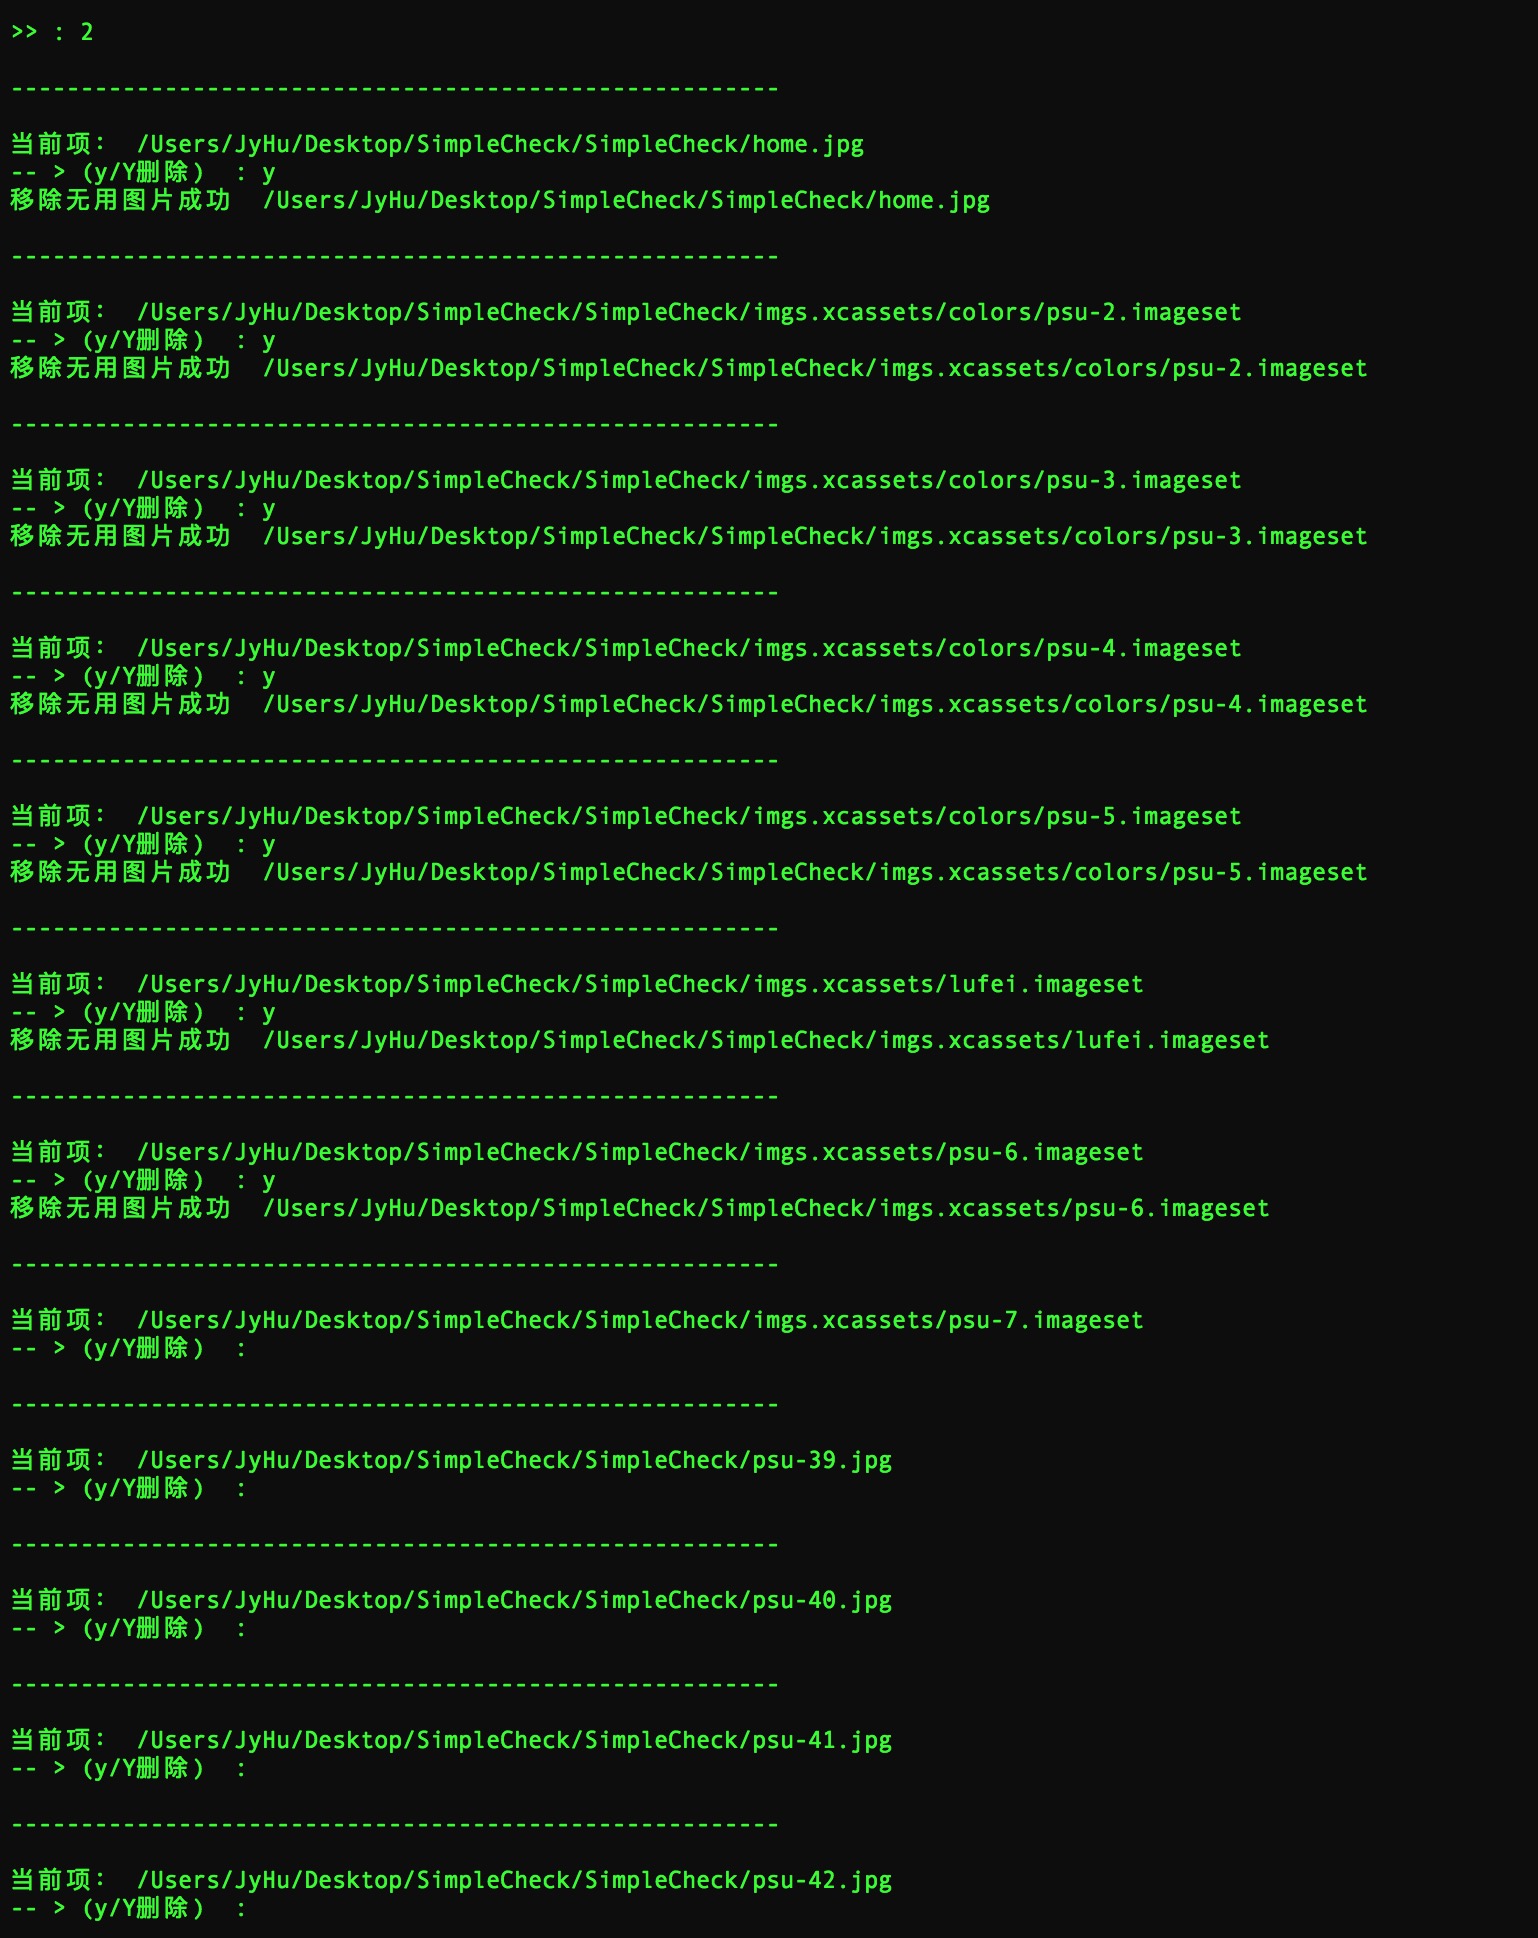 >> : 2
-------------------------------------------------------
当前项:  /Users/JyHu/Desktop/SimpleCheck/SimpleCheck/home.jpg
-- > (y/Y删除)  : y
移除无用图片成功  /Users/JyHu/Desktop/SimpleCheck/SimpleCheck/home.jpg
-------------------------------------------------------
当前项:  /Users/JyHu/Desktop/SimpleCheck/SimpleCheck/imgs.xcassets/colors/psu-2.imageset
-- > (y/Y删除)  : y
移除无用图片成功  /Users/JyHu/Desktop/SimpleCheck/SimpleCheck/imgs.xcassets/colors/psu-2.imageset
-------------------------------------------------------
当前项:  /Users/JyHu/Desktop/SimpleCheck/SimpleCheck/imgs.xcassets/colors/psu-3.imageset
-- > (y/Y删除)  : y
移除无用图片成功  /Users/JyHu/Desktop/SimpleCheck/SimpleCheck/imgs.xcassets/colors/psu-3.imageset
-------------------------------------------------------
当前项:  /Users/JyHu/Desktop/SimpleCheck/SimpleCheck/imgs.xcassets/colors/psu-4.imageset
-- > (y/Y删除)  : y
移除无用图片成功  /Users/JyHu/Desktop/SimpleCheck/SimpleCheck/imgs.xcassets/colors/psu-4.imageset
-------------------------------------------------------
当前项:  /Users/JyHu/Desktop/SimpleCheck/SimpleCheck/imgs.xcassets/colors/psu-5.imageset
-- > (y/Y删除)  : y
移除无用图片成功  /Users/JyHu/Desktop/SimpleCheck/SimpleCheck/imgs.xcassets/colors/psu-5.imageset
-------------------------------------------------------
当前项:  /Users/JyHu/Desktop/SimpleCheck/SimpleCheck/imgs.xcassets/lufei.imageset
-- > (y/Y删除)  : y
移除无用图片成功  /Users/JyHu/Desktop/SimpleCheck/SimpleCheck/imgs.xcassets/lufei.imageset
-------------------------------------------------------
当前项:  /Users/JyHu/Desktop/SimpleCheck/SimpleCheck/imgs.xcassets/psu-6.imageset
-- > (y/Y删除)  : y
移除无用图片成功  /Users/JyHu/Desktop/SimpleCheck/SimpleCheck/imgs.xcassets/psu-6.imageset
-------------------------------------------------------
当前项:  /Users/JyHu/Desktop/SimpleCheck/SimpleCheck/imgs.xcassets/psu-7.imageset
-- > (y/Y删除)  :
-------------------------------------------------------
当前项:  /Users/JyHu/Desktop/SimpleCheck/SimpleCheck/psu-39.jpg
-- > (y/Y删除)  :
-------------------------------------------------------
当前项:  /Users/JyHu/Desktop/SimpleCheck/SimpleCheck/psu-40.jpg
-- > (y/Y删除)  :
-------------------------------------------------------
当前项:  /Users/JyHu/Desktop/SimpleCheck/SimpleCheck/psu-41.jpg
-- > (y/Y删除)  :
-------------------------------------------------------
当前项:  /Users/JyHu/Desktop/SimpleCheck/SimpleCheck/psu-42.jpg
-- > (y/Y删除)  :